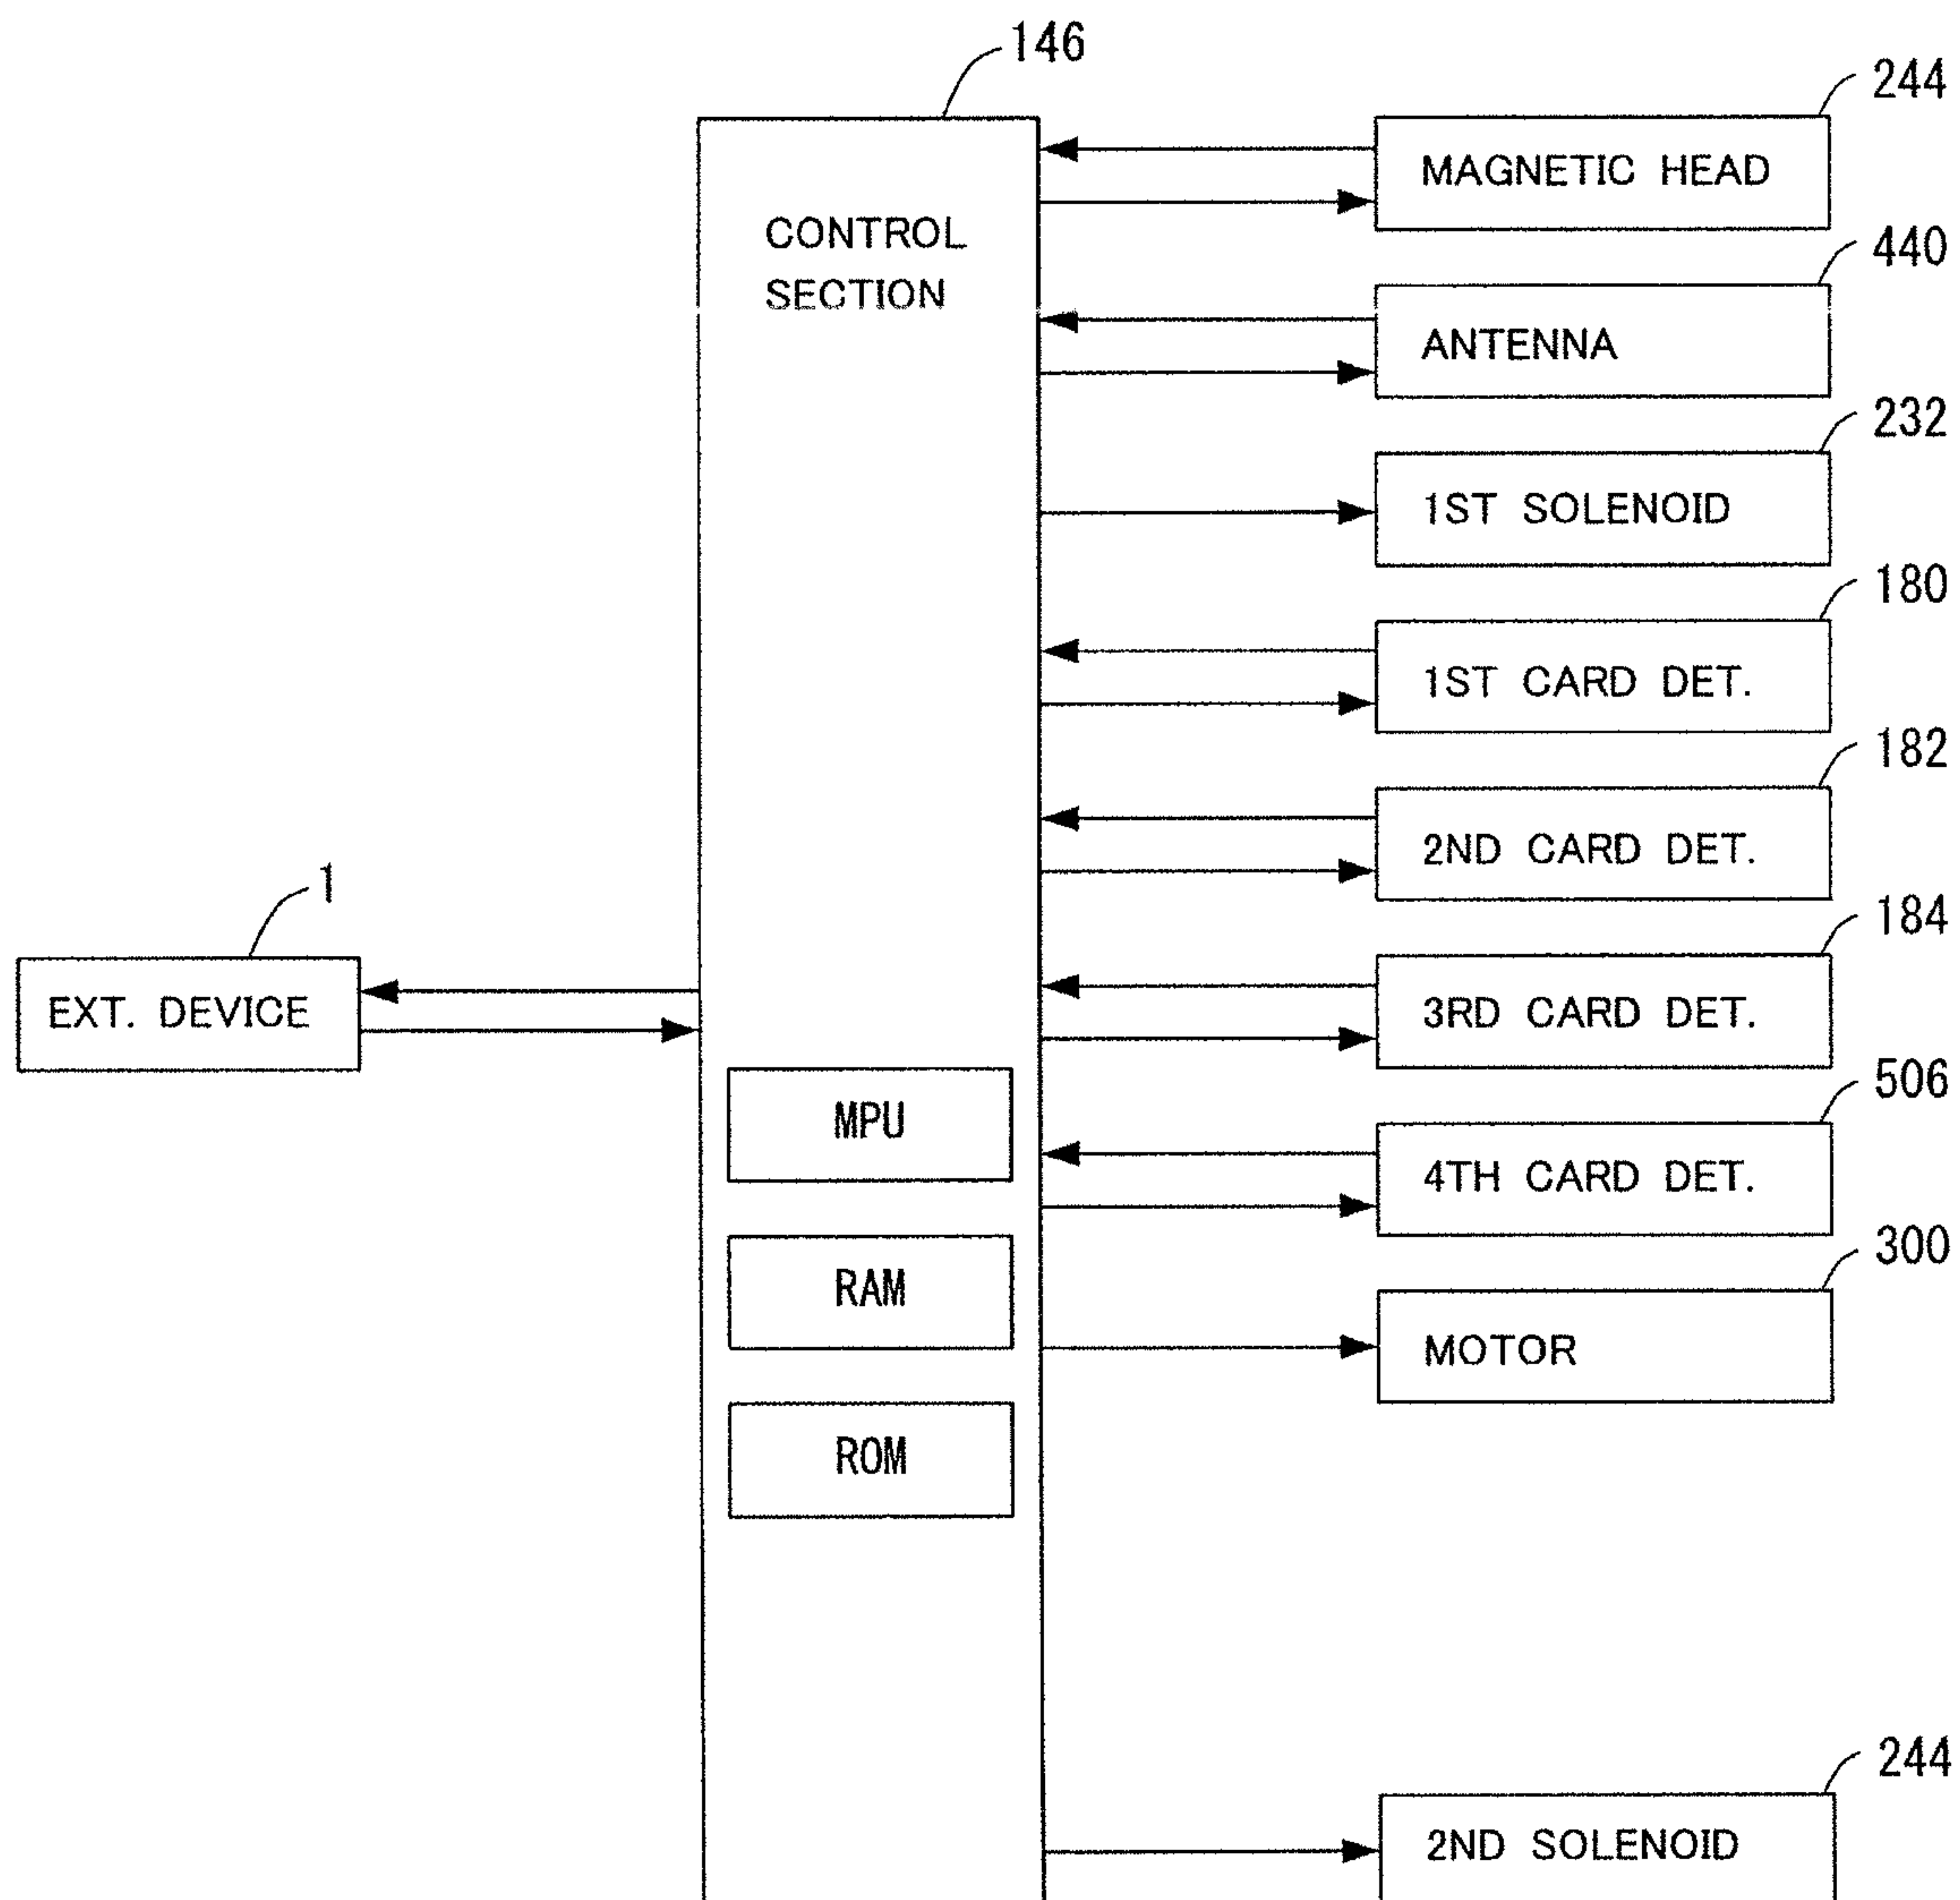 146
244
MAGNETIC HEAD
CONTROL
SECTION
440
ANTENNA
232
1ST SOLENOID
180
1ST CARD DET.
182
2ND CARD DET.
1
184
EXT. DEVICE
3RD CARD DET.
506
MPU
4TH CARD DET.
300
RAM
MOTOR
ROM
244
2ND SOLENOID